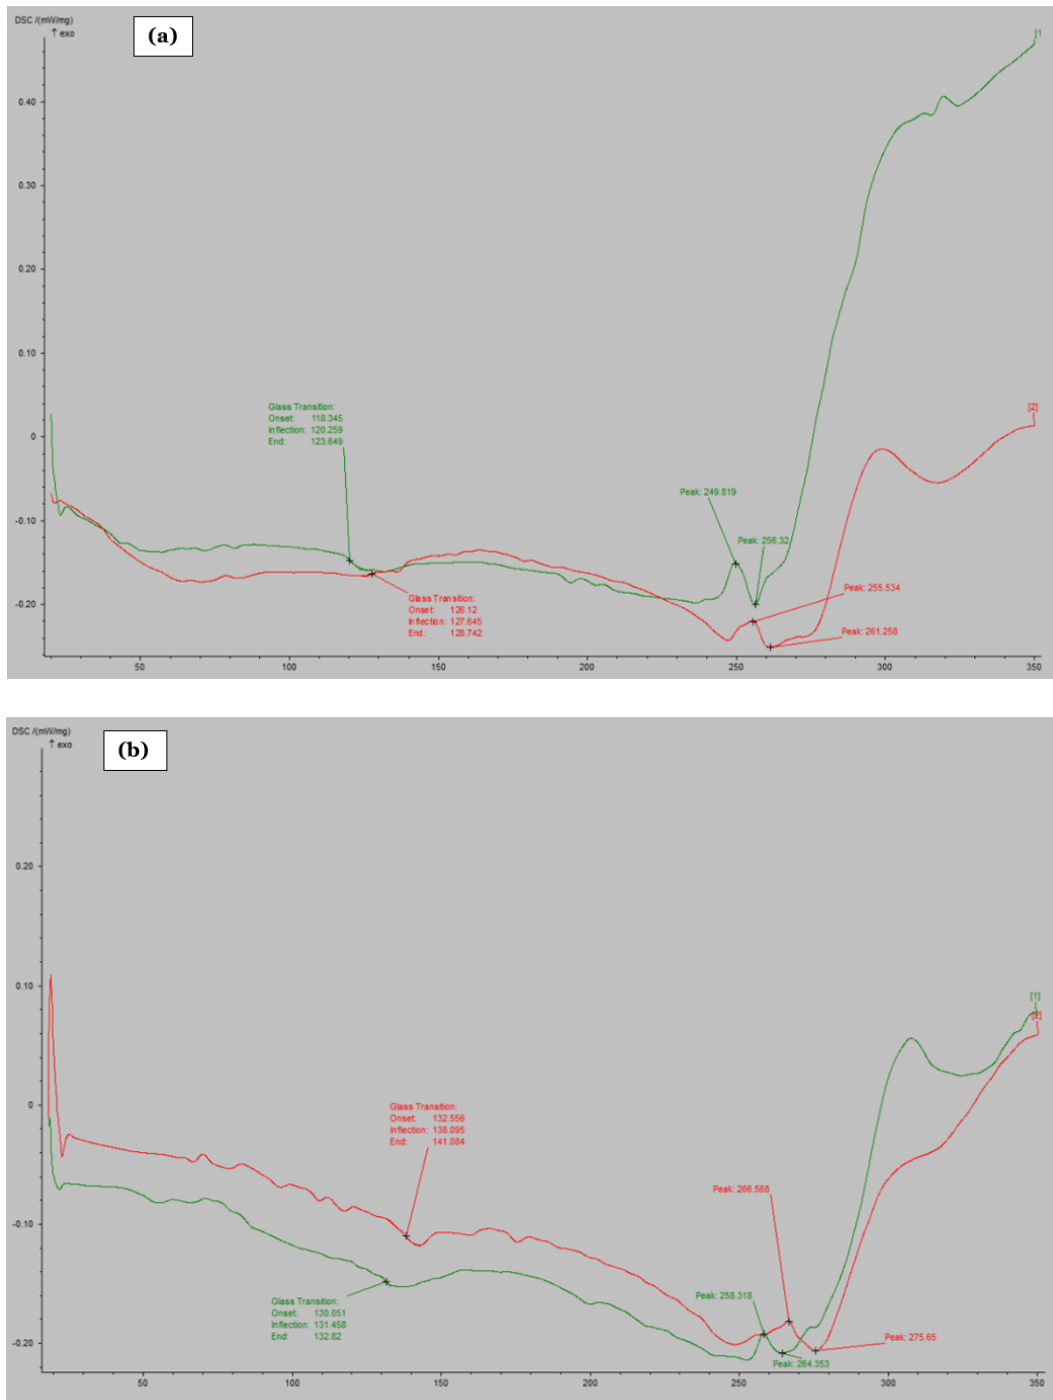 DSC /(mW/mg)
↑ exo
(a)
[1
0.40
0.30
0.20
0.10
0
-0.10
-0.20
Glass Transition:
Onset: 118.345
Inflection: 120.259
End: 123.649
[2]
Peak: 249.819
Peak: 256.32
Peak: 255.534
Glass Transition:
Onset: 126.12
Inflection: 127.645
End: 128.742
Peak: 261.258
50 100 150 200 250 300 350
DSC /(mW/mg)
↑ exo
(b)
0.20
0.10
0
-0.10
-0.20
[1]
[2]
Glass Transition:
Onset: 132.556
Inflection: 138.095
End: 141.084
Peak: 266.568
Peak: 258.318
Glass Transition:
Onset: 130.051
Inflection: 131.458
End: 132.82
Peak: 275.65
Peak: 264.353
50 100 150 200 250 300 350